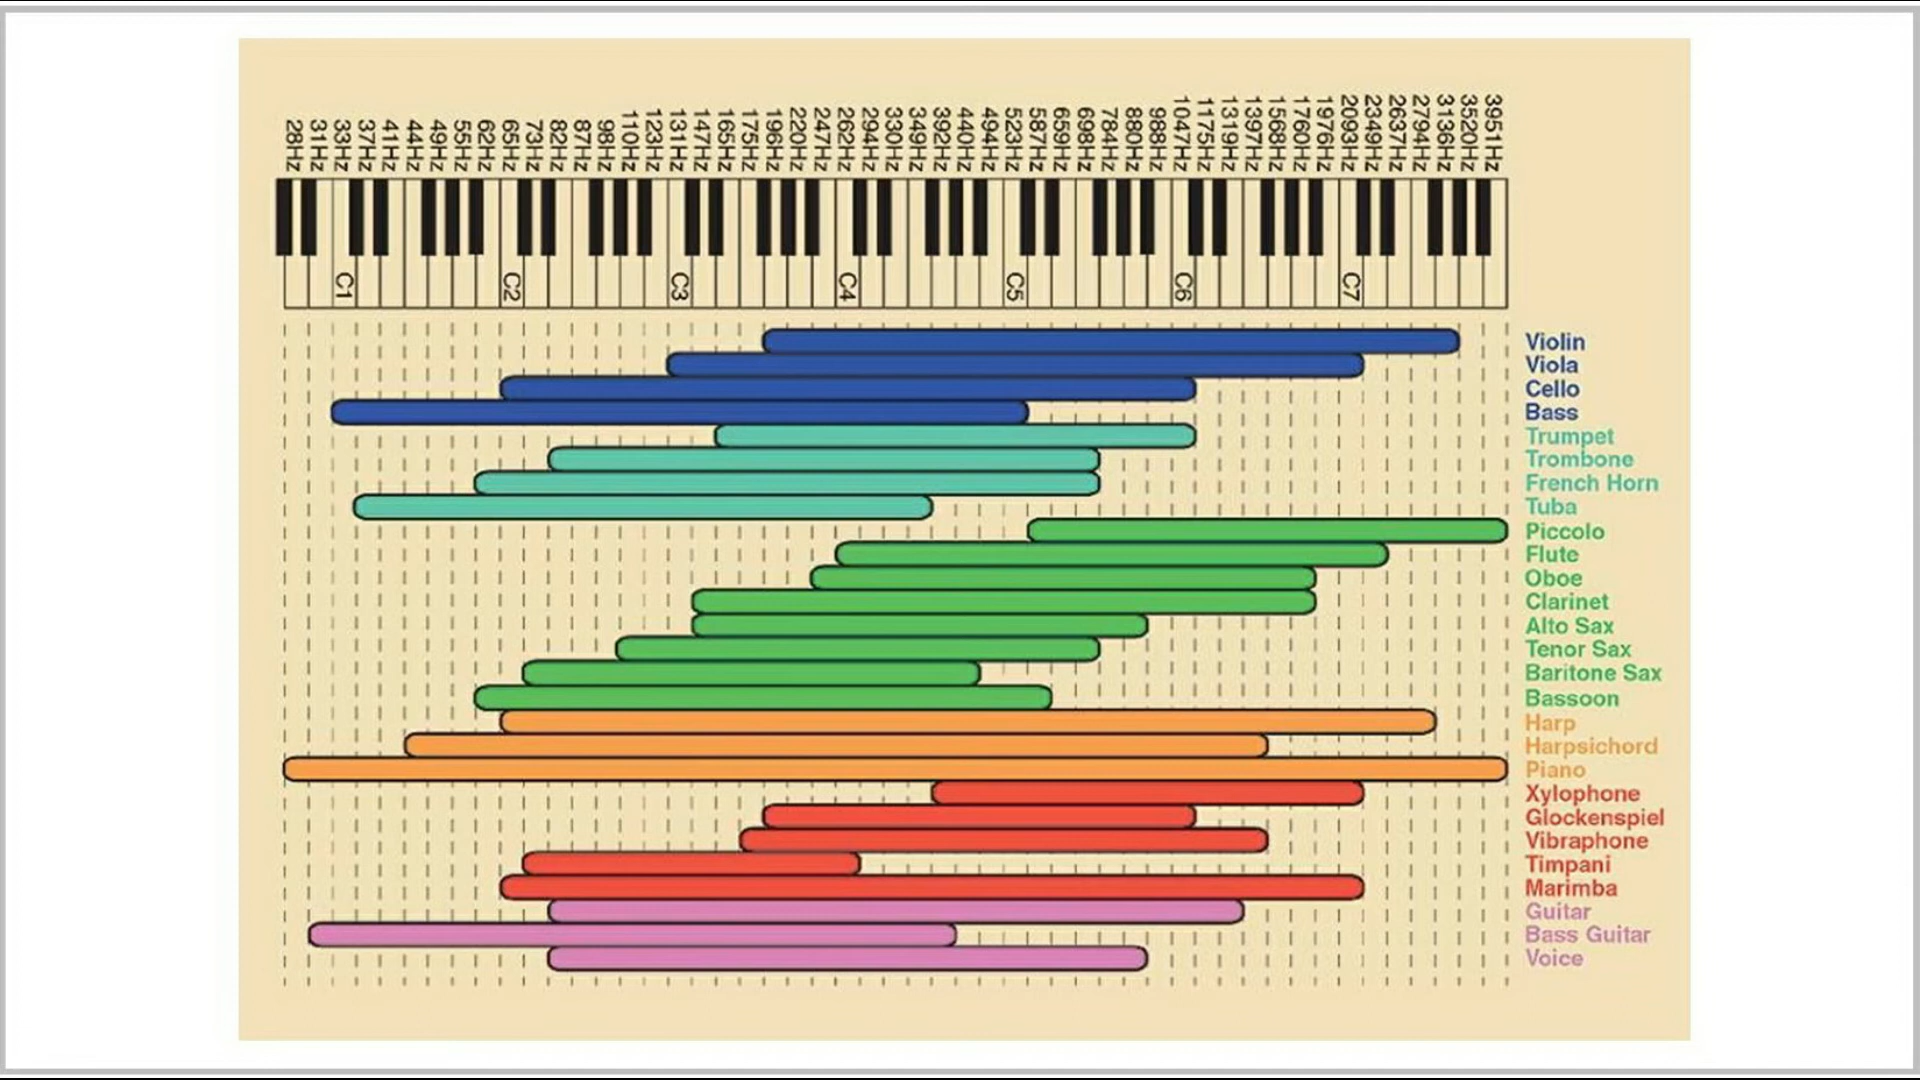 28Hz
31Hz
33Hz
37Hz
41Hz
44Hz
49Hz
55Hz
62Hz
65Hz
73Hz
82Hz
87Hz
98Hz
110Hz
123Hz
131Hz
147Hz
165Hz
175Hz
196Hz
220Hz
247Hz
262Hz
294Hz
330Hz
349Hz
392Hz
440Hz
494Hz
523Hz
587Hz
659Hz
698Hz
784Hz
880Hz
988Hz
1047Hz
1175Hz
1319Hz
1397Hz
1568Hz
1760Hz
1976Hz
2093Hz
2349Hz
2637Hz
2794Hz
3136Hz
3520Hz
3951Hz
C1
C2
C3
C4
C5
C6
C7
Violin
Viola
Cello
Bass
Trumpet
Trombone
French Horn
Tuba
Piccolo
Flute
Oboe
Clarinet
Alto Sax
Tenor Sax
Baritone Sax
Bassoon
Harp
Harpsichord
Piano
Xylophone
Glockenspiel
Vibraphone
Timpani
Marimba
Guitar
Bass Guitar
Voice